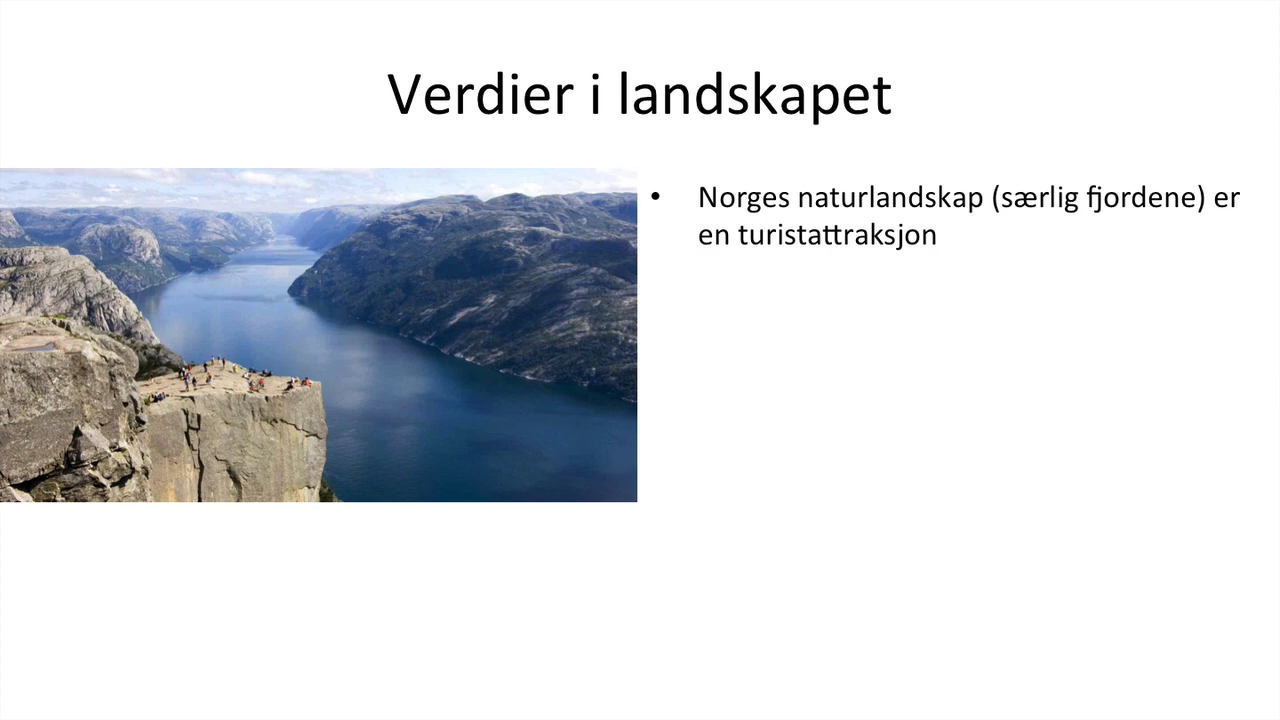 Verdier i landskapet
• Norges naturlandskap (særlig fjordene) er
en turistattraksjon